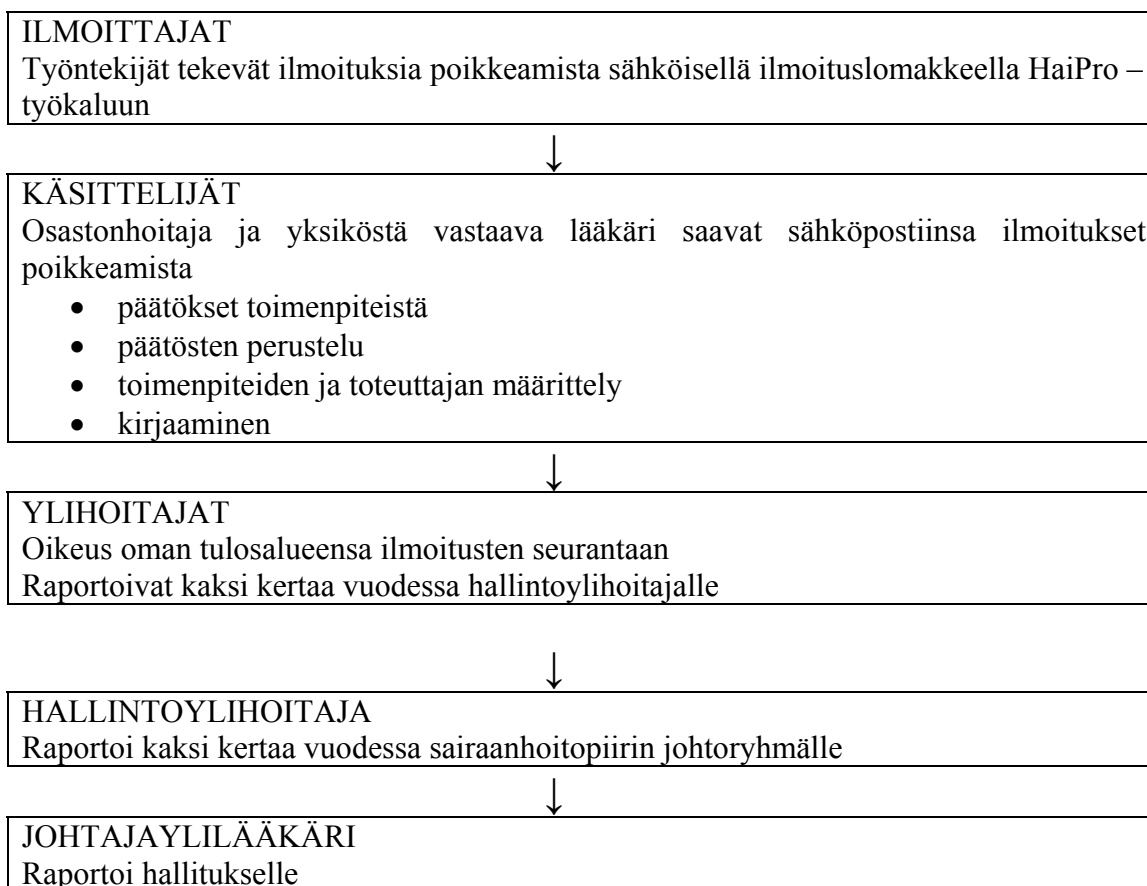 ILMOITTAJAT
Työntekijät tekevät ilmoituksia poikkeamista sähköisellä ilmoituslomakkeella HaiPro –
työkaluun
↓
KÄSITTELIJÄT
Osastonhoitaja ja yksiköstä vastaava lääkäri saavat sähköpostiinsa ilmoitukset
poikkeamista
• päätökset toimenpiteistä
• päätösten perustelu
• toimenpiteiden ja toteuttajan määrittely
• kirjaaminen
↓
YLIHOITAJAT
Oikeus oman tulosalueensa ilmoitusten seurantaan
Raportoivat kaksi kertaa vuodessa hallintoylihoitajalle
↓
HALLINTOYLIHOITAJA
Raportoi kaksi kertaa vuodessa sairaanhoitopiirin johtoryhmälle
↓
JOHTAJAYLILÄÄKÄRI
Raportoi hallitukselle